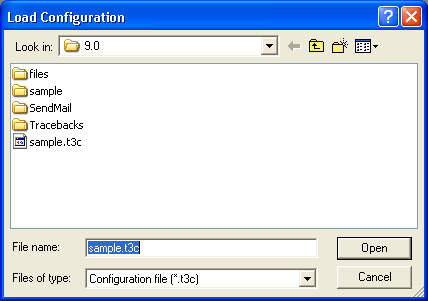 Load Configuration
Look in: 9.0
files
sample
SendMail
Tracebacks
sample.t3c
File name: sample.t3c Open
Files of type: Configuration file (*.t3c) Cancel